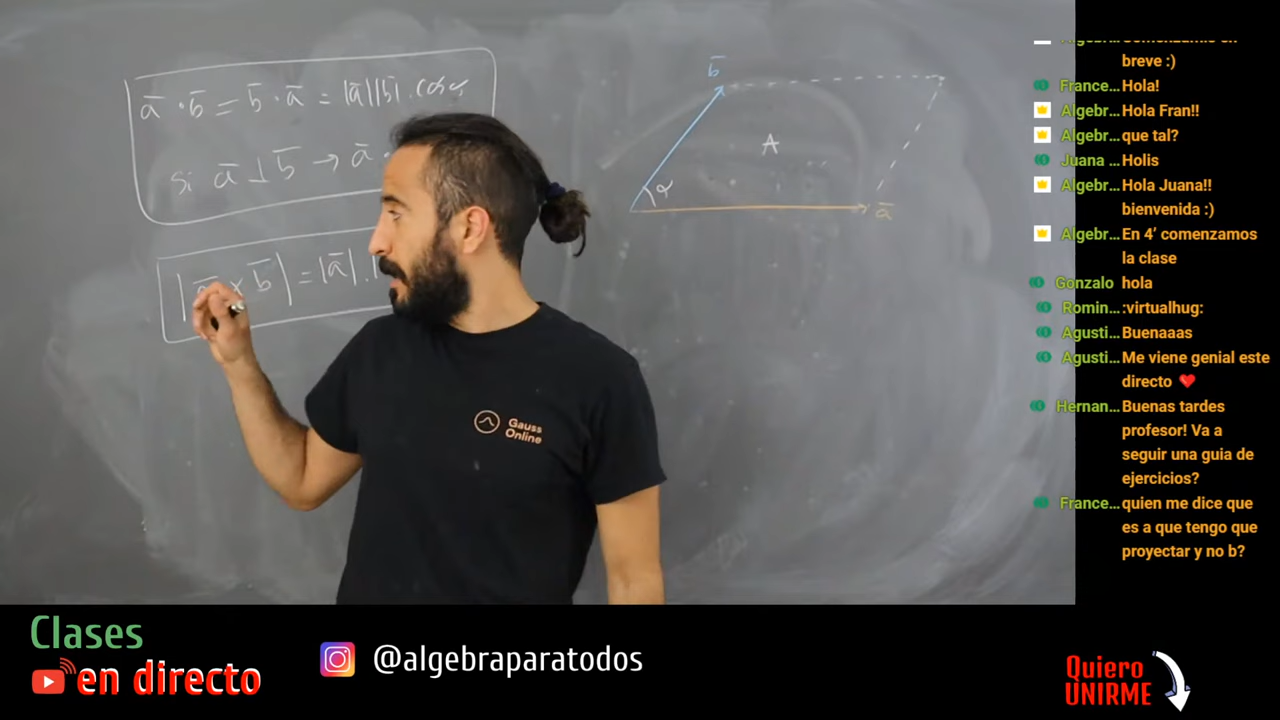 a̅ · b̅ = b̅ · a̅ = |a̅||b̅| . cos α
si a̅ ⊥ b̅ → a̅ ·
|a̅ × b̅| = |a̅| . |
b̅
A
α
a̅
Gauss
Online
breve :)
France... Hola!
Algebr... Hola Fran!!
Algebr... que tal?
Juana ... Holis
Algebr... Hola Juana!!
bienvenida :)
Algebr... En 4’ comenzamos
la clase
Gonzalo hola
Romin... :virtualhug:
Agusti... Buenaaas
Agusti... Me viene genial este
directo ❤️
Hernan... Buenas tardes
profesor! Va a
seguir una guia de
ejercicios?
France... quien me dice que
es a que tengo que
proyectar y no b?
Clases
en directo
@algebraparatodos
Quiero
UNIRME